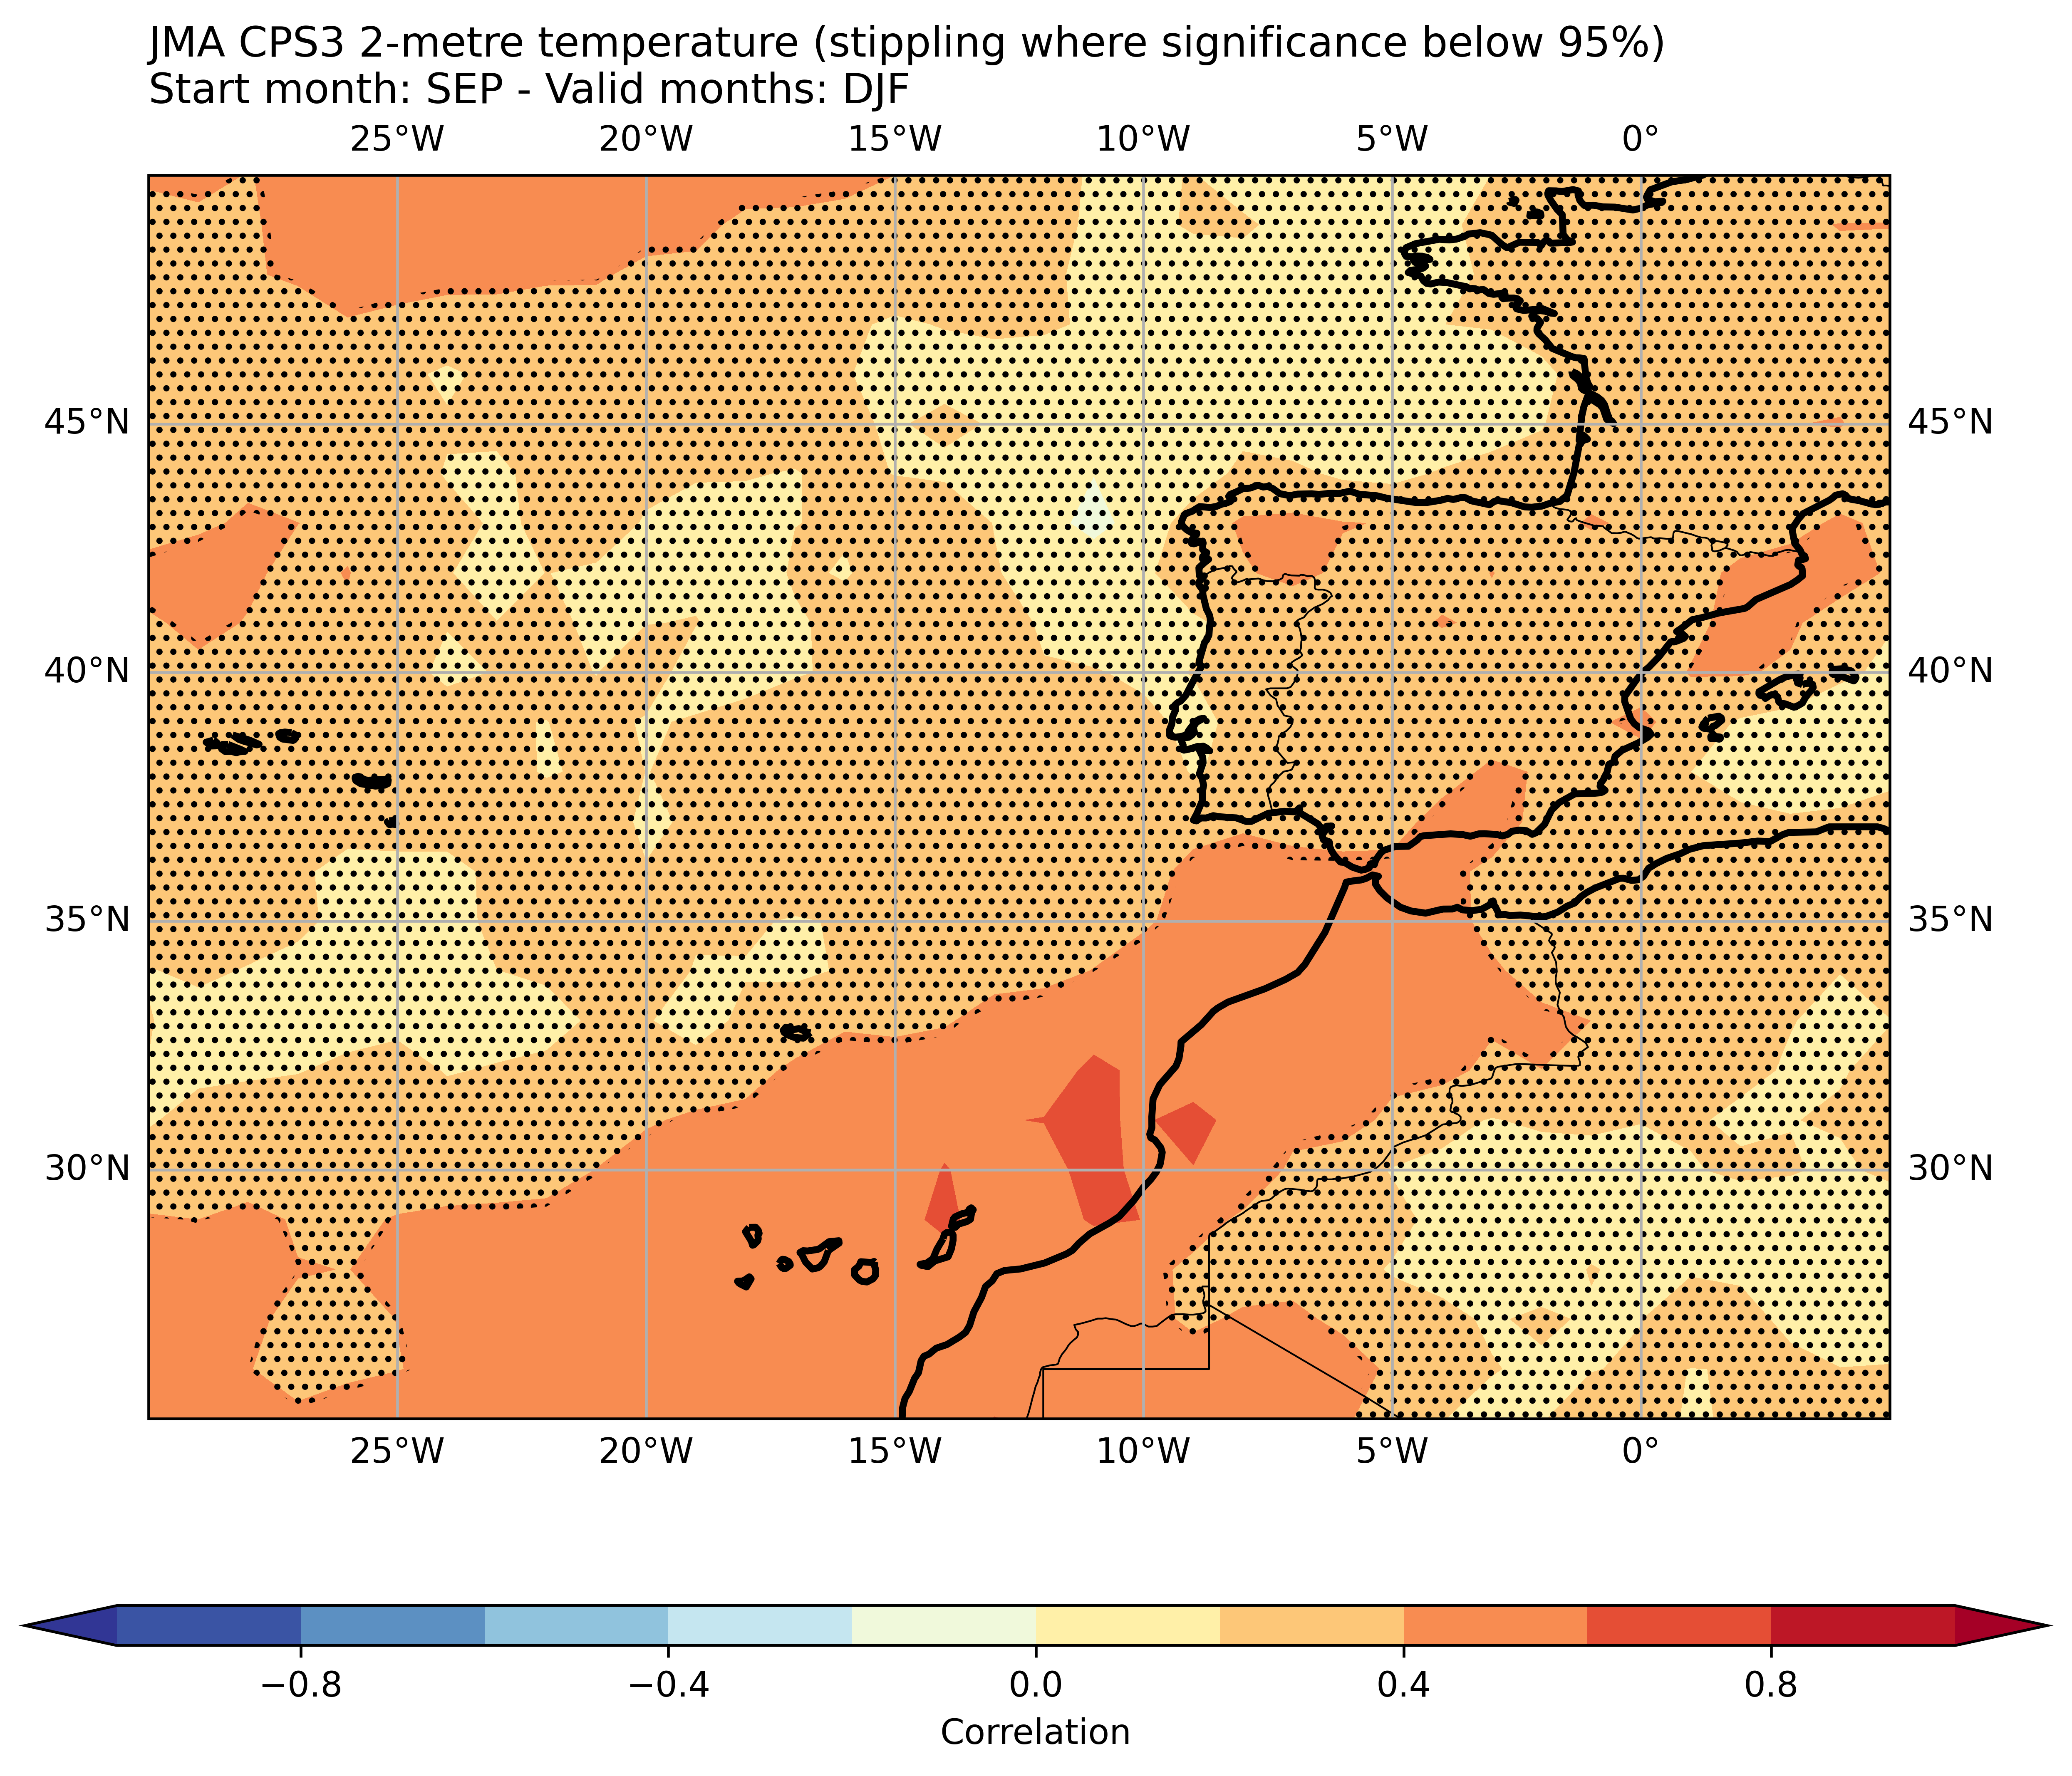 JMA CPS3 2-metre temperature (stippling where significance below 95%)
Start month: SEP - Valid months: DJF
25°W 20°W 15°W 10°W 5°W 0°
45°N 45°N
40°N 40°N
35°N 35°N
30°N 30°N
25°W 20°W 15°W 10°W 5°W 0°
−0.8 −0.4 0.0 0.4 0.8
Correlation